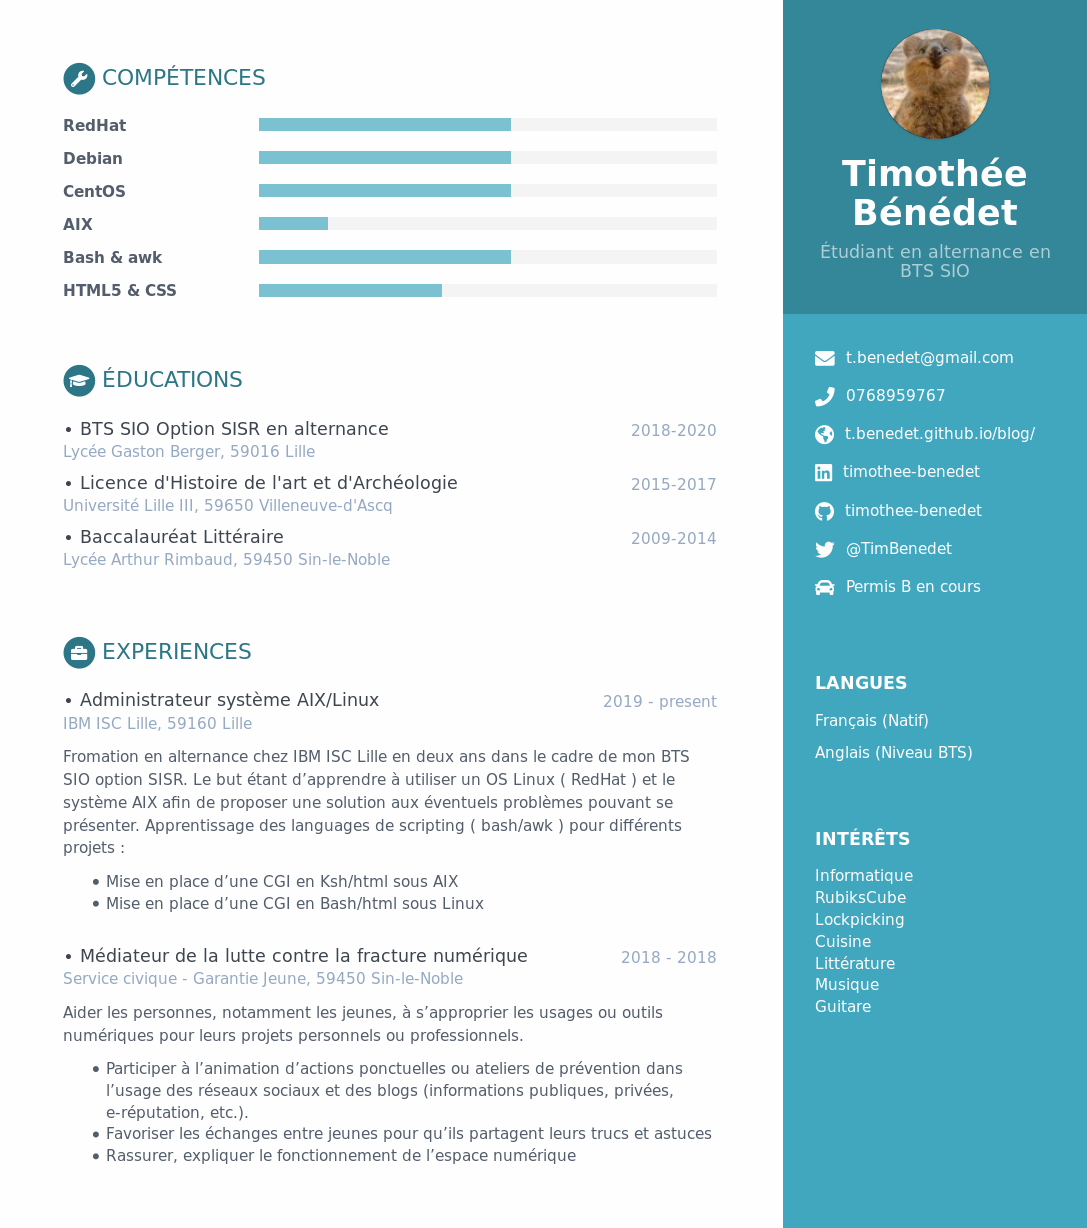 COMPÉTENCES
RedHat
Debian
CentOS
AIX
Bash & awk
HTML5 & CSS
ÉDUCATIONS
• BTS SIO Option SISR en alternance 2018-2020
Lycée Gaston Berger, 59016 Lille
• Licence d'Histoire de l'art et d'Archéologie 2015-2017
Université Lille III, 59650 Villeneuve-d'Ascq
• Baccalauréat Littéraire 2009-2014
Lycée Arthur Rimbaud, 59450 Sin-le-Noble
EXPERIENCES
• Administrateur système AIX/Linux 2019 - present
IBM ISC Lille, 59160 Lille
Fromation en alternance chez IBM ISC Lille en deux ans dans le cadre de mon BTS
SIO option SISR. Le but étant d’apprendre à utiliser un OS Linux ( RedHat ) et le
système AIX afin de proposer une solution aux éventuels problèmes pouvant se
présenter. Apprentissage des languages de scripting ( bash/awk ) pour différents
projets :
• Mise en place d’une CGI en Ksh/html sous AIX
• Mise en place d’une CGI en Bash/html sous Linux
• Médiateur de la lutte contre la fracture numérique 2018 - 2018
Service civique - Garantie Jeune, 59450 Sin-le-Noble
Aider les personnes, notamment les jeunes, à s’approprier les usages ou outils
numériques pour leurs projets personnels ou professionnels.
• Participer à l’animation d’actions ponctuelles ou ateliers de prévention dans
l’usage des réseaux sociaux et des blogs (informations publiques, privées,
e-réputation, etc.).
• Favoriser les échanges entre jeunes pour qu’ils partagent leurs trucs et astuces
• Rassurer, expliquer le fonctionnement de l’espace numérique
Timothée
Bénédet
Étudiant en alternance en
BTS SIO
t.benedet@gmail.com
0768959767
t.benedet.github.io/blog/
timothee-benedet
timothee-benedet
@TimBenedet
Permis B en cours
LANGUES
Français (Natif)
Anglais (Niveau BTS)
INTÉRÊTS
Informatique
RubiksCube
Lockpicking
Cuisine
Littérature
Musique
Guitare